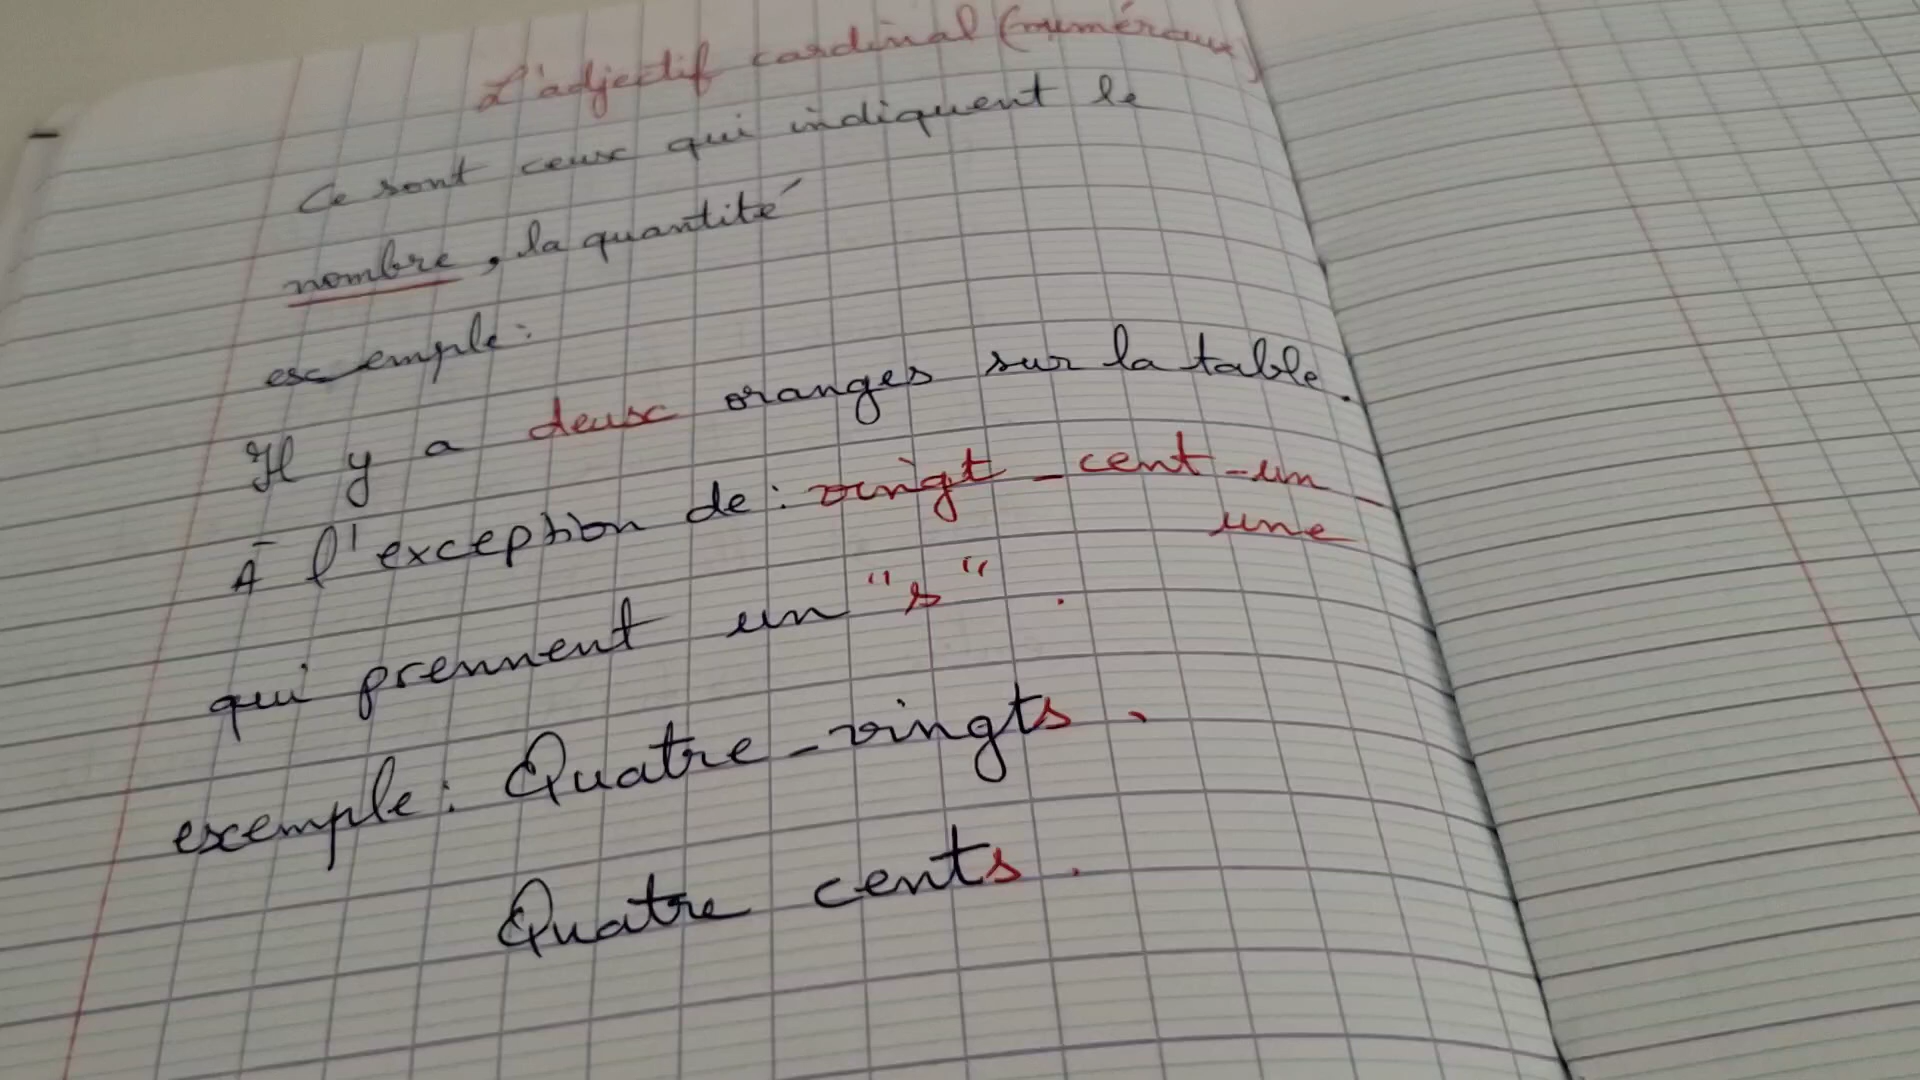 L'adjectif cardinal (numéraux)
Ce sont ceux qui indiquent le
nombre, la quantité
exemple :
Il y a deux oranges sur la table.
À l'exception de : vingt - cent - un -
une
qui prennent un "s".
exemple : Quatre-vingts.
Quatre cents.